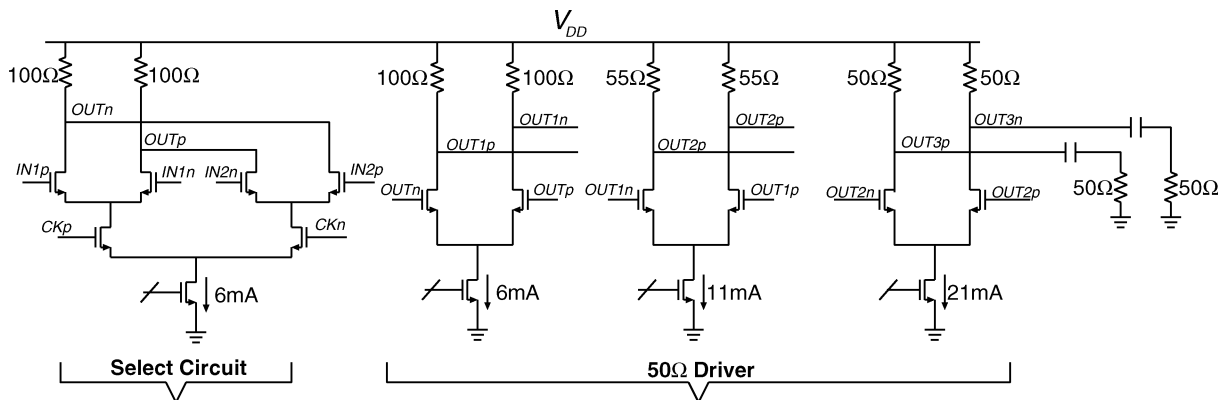 VDD
100Ω 100Ω 100Ω 100Ω 55Ω 55Ω 50Ω 50Ω
OUTn
OUTp
OUT1n
OUT1p
OUT2p
OUT2p
OUT3n
OUT3p
IN1p IN1n IN2n IN2p
OUTn OUTp OUT1n OUT1p OUT2n OUT2p
50Ω 50Ω
CKp CKn
6mA 6mA 11mA 21mA
Select Circuit
50Ω Driver